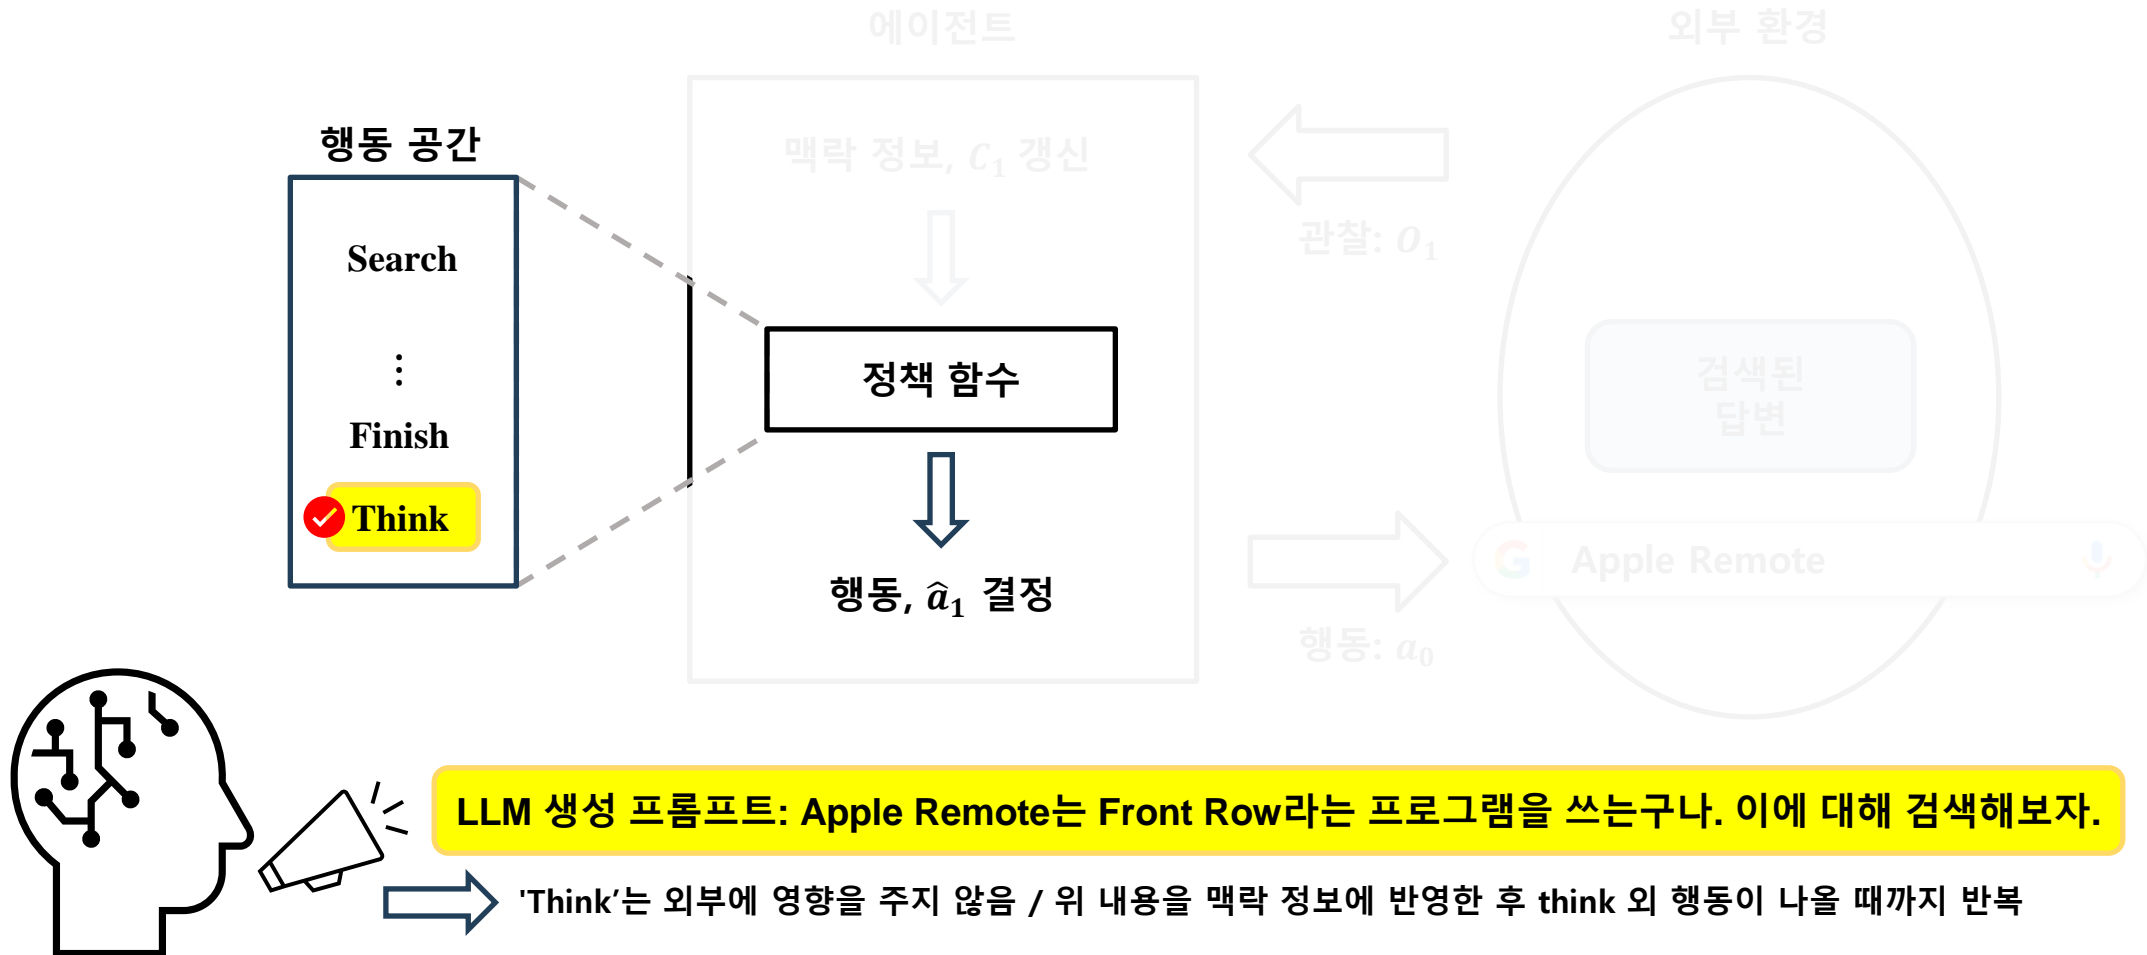 에이전트
외부 환경
행동 공간
맥락 정보, C₁ 갱신
Search
관찰: O₁
⋮
정책 함수
검색된
답변
Finish
Think
Apple Remote
행동, â₁ 결정
행동: a₀
LLM 생성 프롬프트: Apple Remote는 Front Row라는 프로그램을 쓰는구나. 이에 대해 검색해보자.
'Think’는 외부에 영향을 주지 않음 / 위 내용을 맥락 정보에 반영한 후 think 외 행동이 나올 때까지 반복